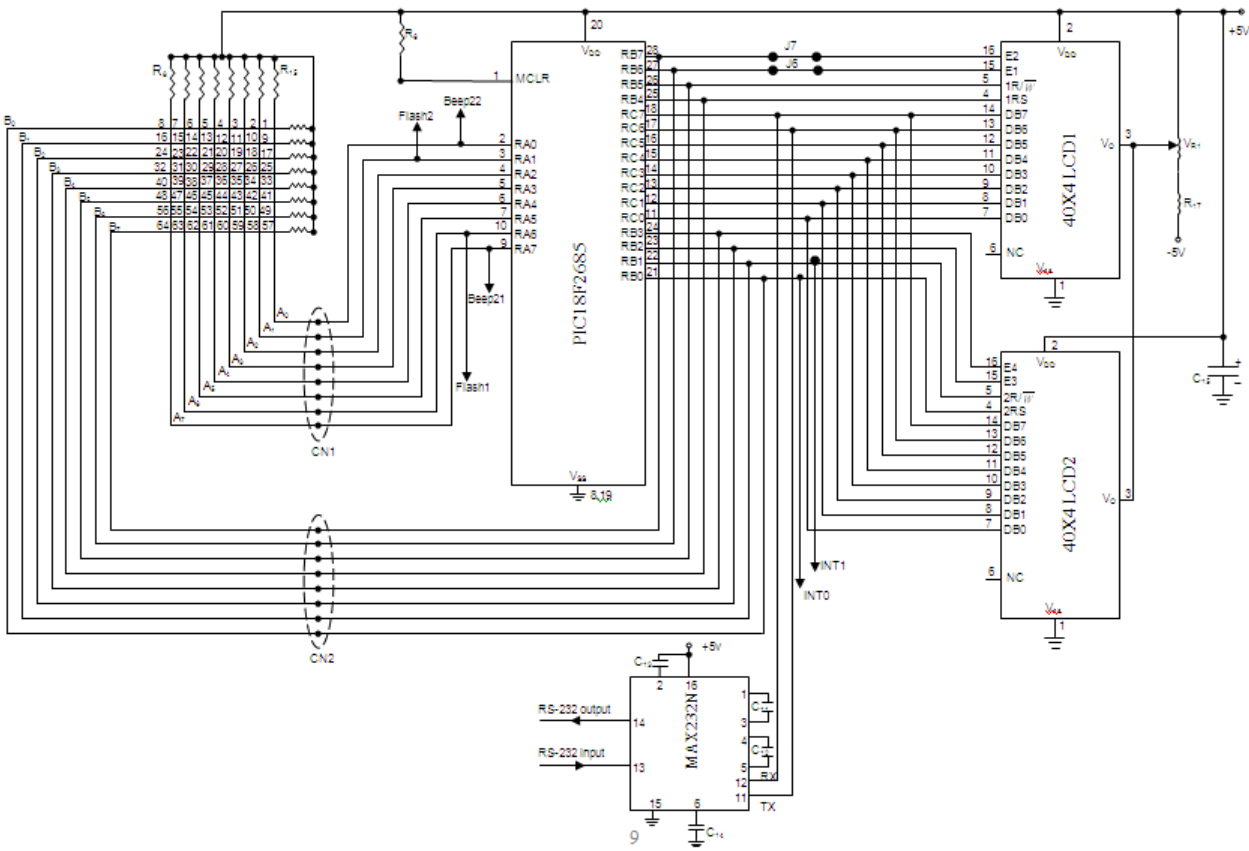 +5V
R₈
R₁₅
R₆
20
VDD
1
MCLR
PIC18F2685
2 RA0
3 RA1
4 RA2
5 RA3
6 RA4
7 RA5
10 RA6
9 RA7
VSS
8,19
RB7 28
RB6 27
RB5 26
RB4 25
RC7 18
RC6 17
RC5 16
RC4 15
RC3 14
RC2 13
RC1 12
RC0 11
RB3 24
RB2 23
RB1 22
RB0 21
J7
J6
Flash2
Beep22
Beep21
Flash1
B₀ 8 7 6 5 4 3 2 1
B₁ 16 15 14 13 12 11 10 9
B₂ 24 23 22 21 20 19 18 17
B₃ 32 31 30 29 28 27 26 25
B₄ 40 39 38 37 36 35 34 33
B₅ 48 47 46 45 44 43 42 41
B₆ 56 55 54 53 52 51 50 49
B₇ 64 63 62 61 60 59 58 57
A₀
A₁
A₂
A₃
A₄
A₅
A₆
A₇
CN1
CN2
2
VDD
16 E2
15 E1
5 1R/W̅
4 1RS
14 DB7
13 DB6
12 DB5
11 DB4
10 DB3
9 DB2
8 DB1
7 DB0
6 NC
40X4LCD1
VO 3
1
VR1
R₁₇
-5V
2
VDD
16 E4
15 E3
5 2R/W̅
4 2RS
14 DB7
13 DB6
12 DB5
11 DB4
10 DB3
9 DB2
8 DB1
7 DB0
6 NC
40X4LCD2
VO 3
1
+
-
INT1
INT0
+5v
2 16
MAX232N
RS-232 output
14
RS-232 Input
13
1
3
4
5
12 RX
11 TX
15 6
C₁₄
9